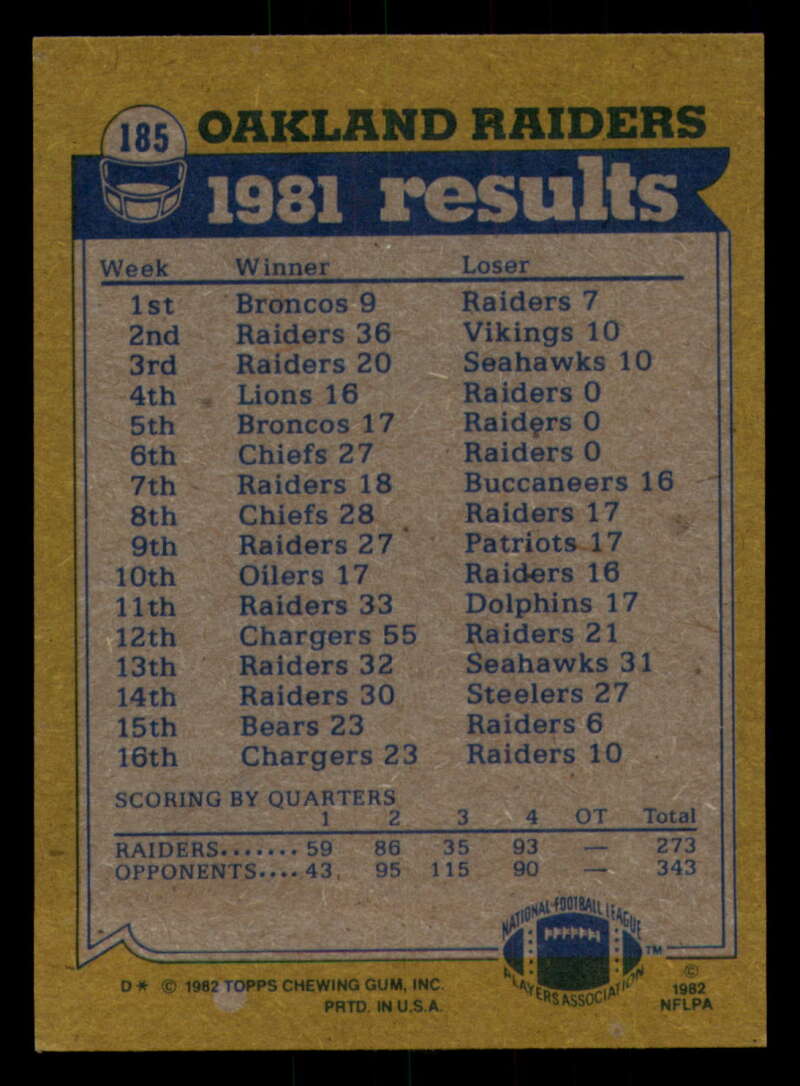 185 OAKLAND RAIDERS
1981 results
Week Winner Loser
1st Broncos 9 Raiders 7
2nd Raiders 36 Vikings 10
3rd Raiders 20 Seahawks 10
4th Lions 16 Raiders 0
5th Broncos 17 Raiders 0
6th Chiefs 27 Raiders 0
7th Raiders 18 Buccaneers 16
8th Chiefs 28 Raiders 17
9th Raiders 27 Patriots 17
10th Oilers 17 Raiders 16
11th Raiders 33 Dolphins 17
12th Chargers 55 Raiders 21
13th Raiders 32 Seahawks 31
14th Raiders 30 Steelers 27
15th Bears 23 Raiders 6
16th Chargers 23 Raiders 10
SCORING BY QUARTERS
1 2 3 4 OT Total
RAIDERS....... 59 86 35 93 — 273
OPPONENTS.... 43 95 115 90 — 343
NATIONAL FOOTBALL LEAGUE
PLAYERS ASSOCIATION
TM
D* © 1982 TOPPS CHEWING GUM, INC.
PRTD. IN U.S.A.
©
1982
NFLPA